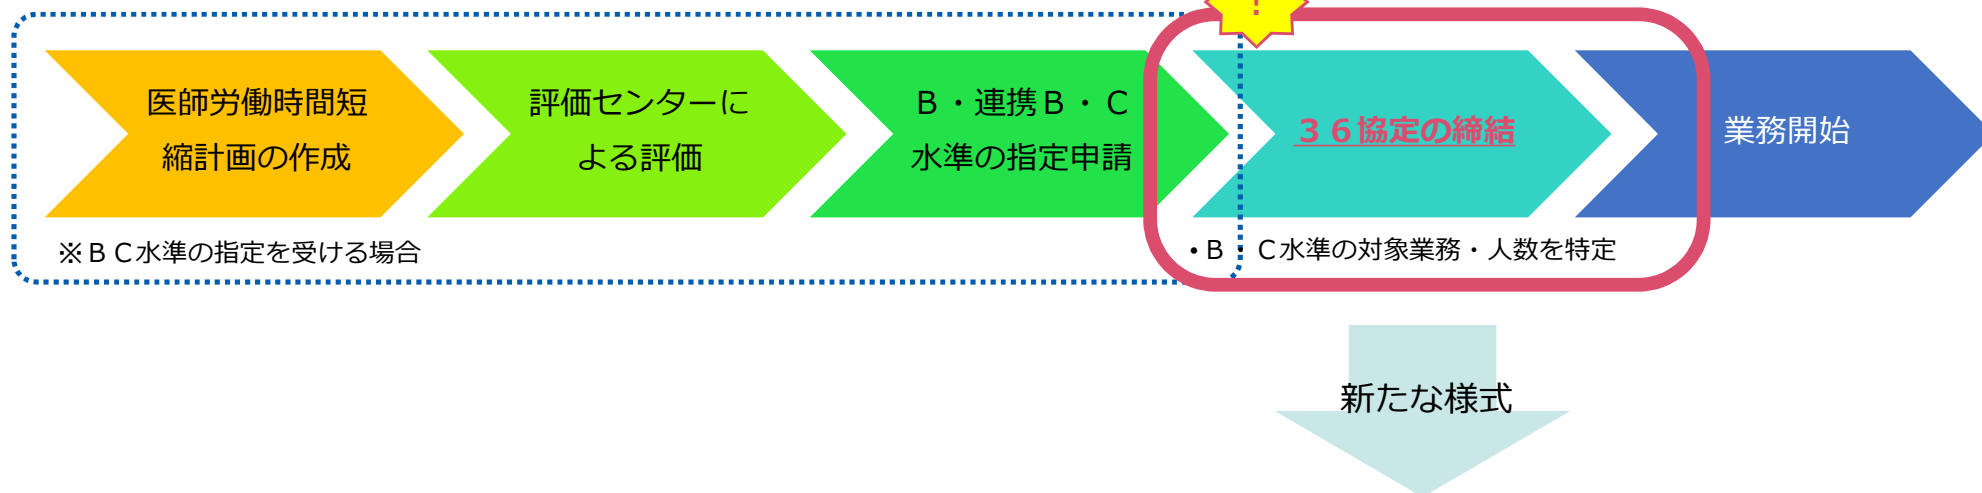 !
医師労働時間短
縮計画の作成
評価センターに
よる評価
Ｂ・連携Ｂ・Ｃ
水準の指定申請
３６協定の締結
業務開始
※ＢＣ水準の指定を受ける場合
・Ｂ・Ｃ水準の対象業務・人数を特定
新たな様式